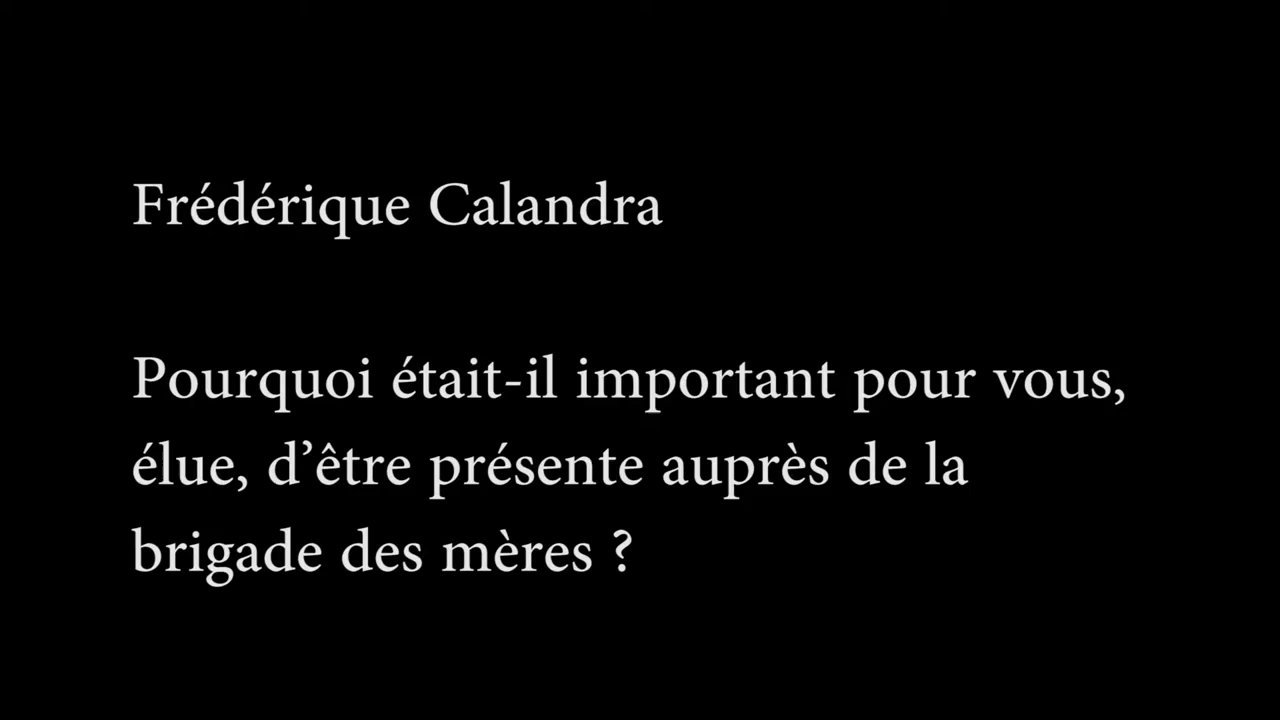 Frédérique Calandra
Pourquoi était-il important pour vous,
élue, d’être présente auprès de la
brigade des mères ?